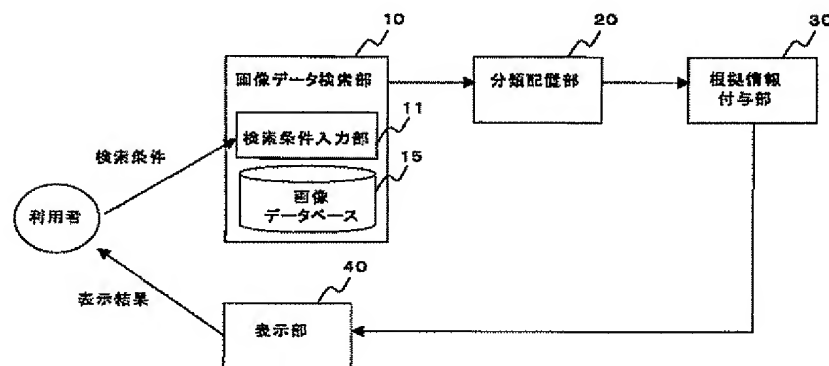 10
画像データ検索部
11
検索条件入力部
15
画像
データベース
20
分類配置部
30
根拠情報
付与部
検索条件
利用者
表示結果
40
表示部